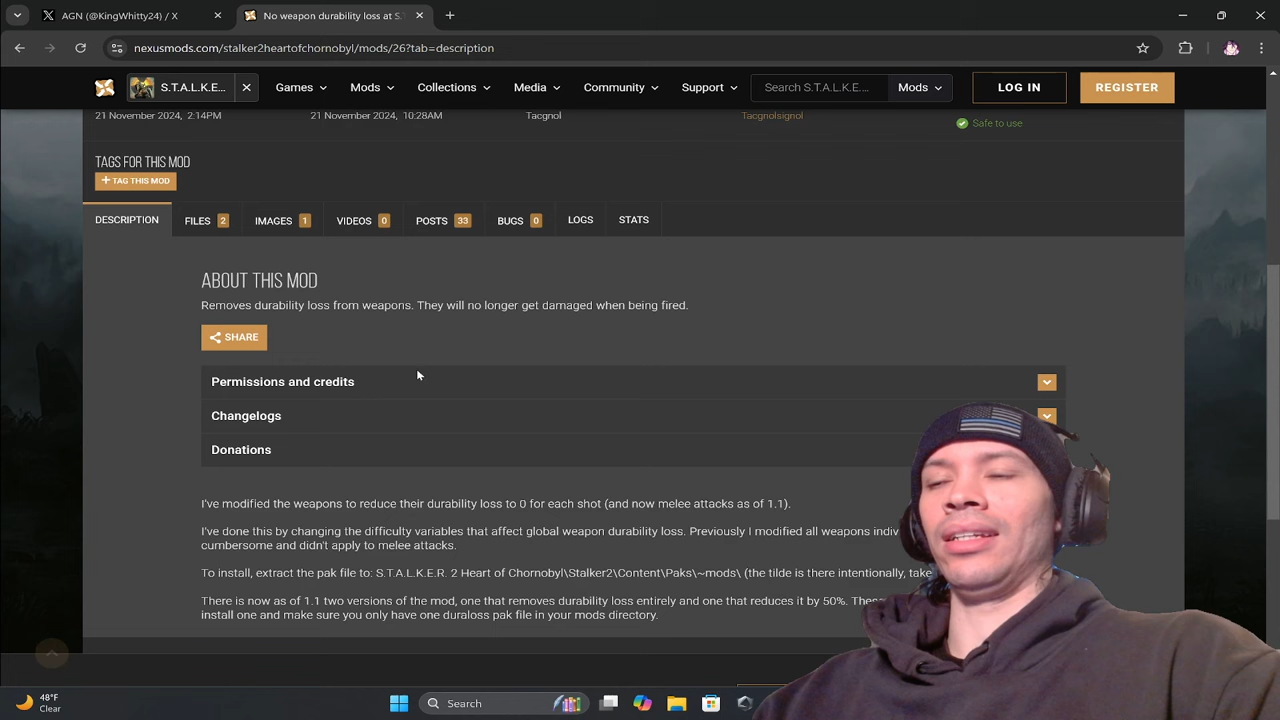 AGN (@KingWhitty24) / X
No weapon durability loss at S.T
nexusmods.com/stalker2heartofchornobyl/mods/26?tab=description
S.T.A.L.K.E...
Games
Mods
Collections
Media
Community
Support
Search S.T.A.L.K.E....
Mods
LOG IN
REGISTER
21 November 2024, 2:14PM
21 November 2024, 10:28AM
Tacgnol
Tacgnolsignol
Safe to use
TAGS FOR THIS MOD
+ TAG THIS MOD
DESCRIPTION
FILES 2
IMAGES 1
VIDEOS 0
POSTS 33
BUGS 0
LOGS
STATS
ABOUT THIS MOD
Removes durability loss from weapons. They will no longer get damaged when being fired.
SHARE
Permissions and credits
Changelogs
Donations
I've modified the weapons to reduce their durability loss to 0 for each shot (and now melee attacks as of 1.1).
I've done this by changing the difficulty variables that affect global weapon durability loss. Previously I modified all weapons
cumbersome and didn't apply to melee attacks.
To install, extract the pak file to: S.T.A.L.K.E.R. 2 Heart of Chornobyl\Stalker2\Content\Paks\~mods\ (the tilde is there intentionally,
There is now as of 1.1 two versions of the mod, one that removes durability loss entirely and one that reduces it by 50%.
install one and make sure you only have one duraloss pak file in your mods directory.
48°F
Clear
Search